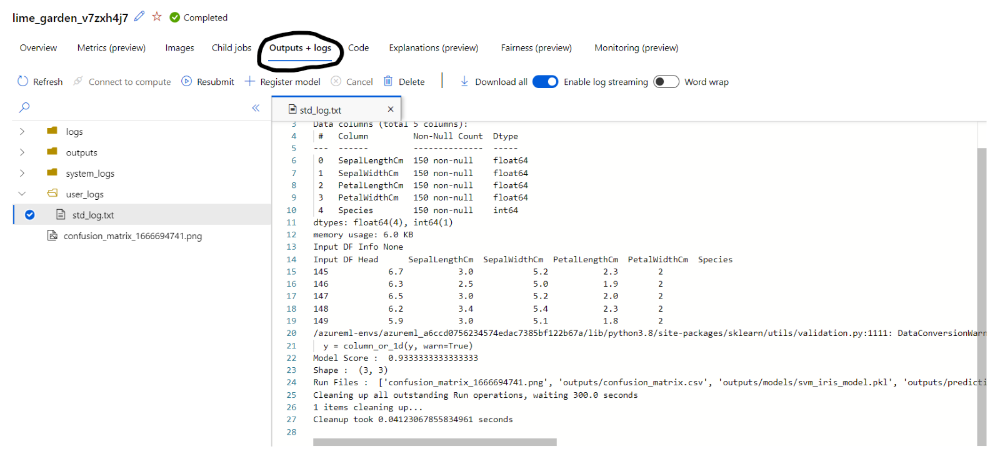 lime_garden_v7zxh4j7 Completed
Overview Metrics (preview) Images Child jobs Outputs + logs Code Explanations (preview) Fairness (preview) Monitoring (preview)
Refresh Connect to compute Resubmit Register model Cancel Delete Download all Enable log streaming Word wrap
logs
outputs
system_logs
user_logs
std_log.txt
confusion_matrix_1666694741.png
std_log.txt
3 Data columns (total 5 columns):
4 # Column Non-Null Count Dtype
5 --- ------ -------------- -----
6 0 SepalLengthCm 150 non-null float64
7 1 SepalWidthCm 150 non-null float64
8 2 PetalLengthCm 150 non-null float64
9 3 PetalWidthCm 150 non-null float64
10 4 Species 150 non-null int64
11 dtypes: float64(4), int64(1)
12 memory usage: 6.0 KB
13 Input DF Info None
14 Input DF Head SepalLengthCm SepalWidthCm PetalLengthCm PetalWidthCm Species
15 145 6.7 3.0 5.2 2.3 2
16 146 6.3 2.5 5.0 1.9 2
17 147 6.5 3.0 5.2 2.0 2
18 148 6.2 3.4 5.4 2.3 2
19 149 5.9 3.0 5.1 1.8 2
20 /azureml-envs/azureml_a6ccd0756234574edac7385bf122b67a/lib/python3.8/site-packages/sklearn/utils/validation.py:1111: DataConversionWarn
21 y = column_or_1d(y, warn=True)
22 Model Score : 0.9333333333333333
23 Shape : (3, 3)
24 Run Files : ['confusion_matrix_1666694741.png', 'outputs/confusion_matrix.csv', 'outputs/models/svm_iris_model.pkl', 'outputs/predicti
25 Cleaning up all outstanding Run operations, waiting 300.0 seconds
26 1 items cleaning up...
27 Cleanup took 0.04123067855834961 seconds
28